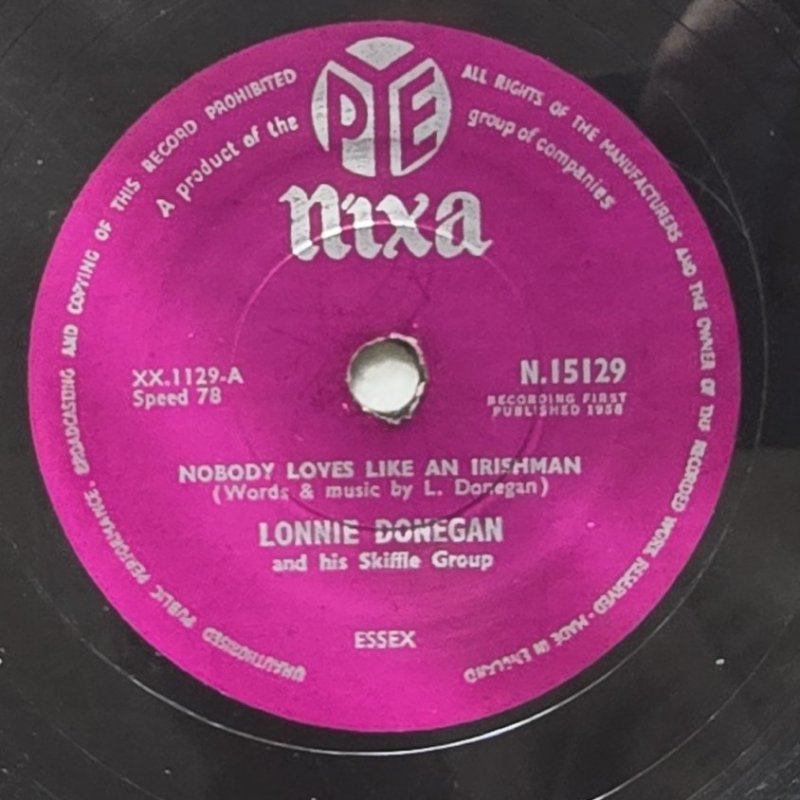 UNAUTHORISED PUBLIC PERFORMANCE, BROADCASTING AND COPYING OF THIS RECORD PROHIBITED
ALL RIGHTS OF THE MANUFACTURERS AND THE OWNER OF THE RECORDED WORK RESERVED · MADE IN ENGLAND
A product of the
PYE
group of companies
nixa
XX.1129-A
Speed 78
N.15129
RECORDING FIRST
PUBLISHED 1958
NOBODY LOVES LIKE AN IRISHMAN
(Words & music by L. Donegan)
LONNIE DONEGAN
and his Skiffle Group
ESSEX